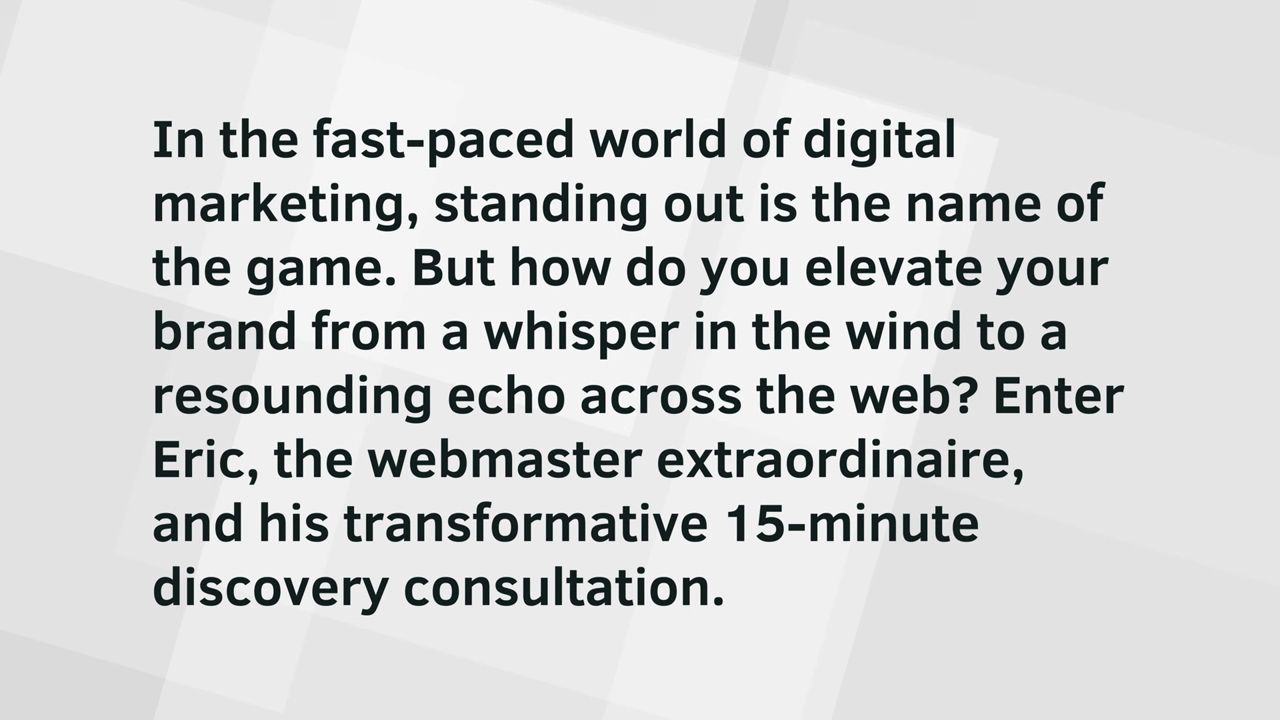 In the fast-paced world of digital
marketing, standing out is the name of
the game. But how do you elevate your
brand from a whisper in the wind to a
resounding echo across the web? Enter
Eric, the webmaster extraordinaire,
and his transformative 15-minute
discovery consultation.